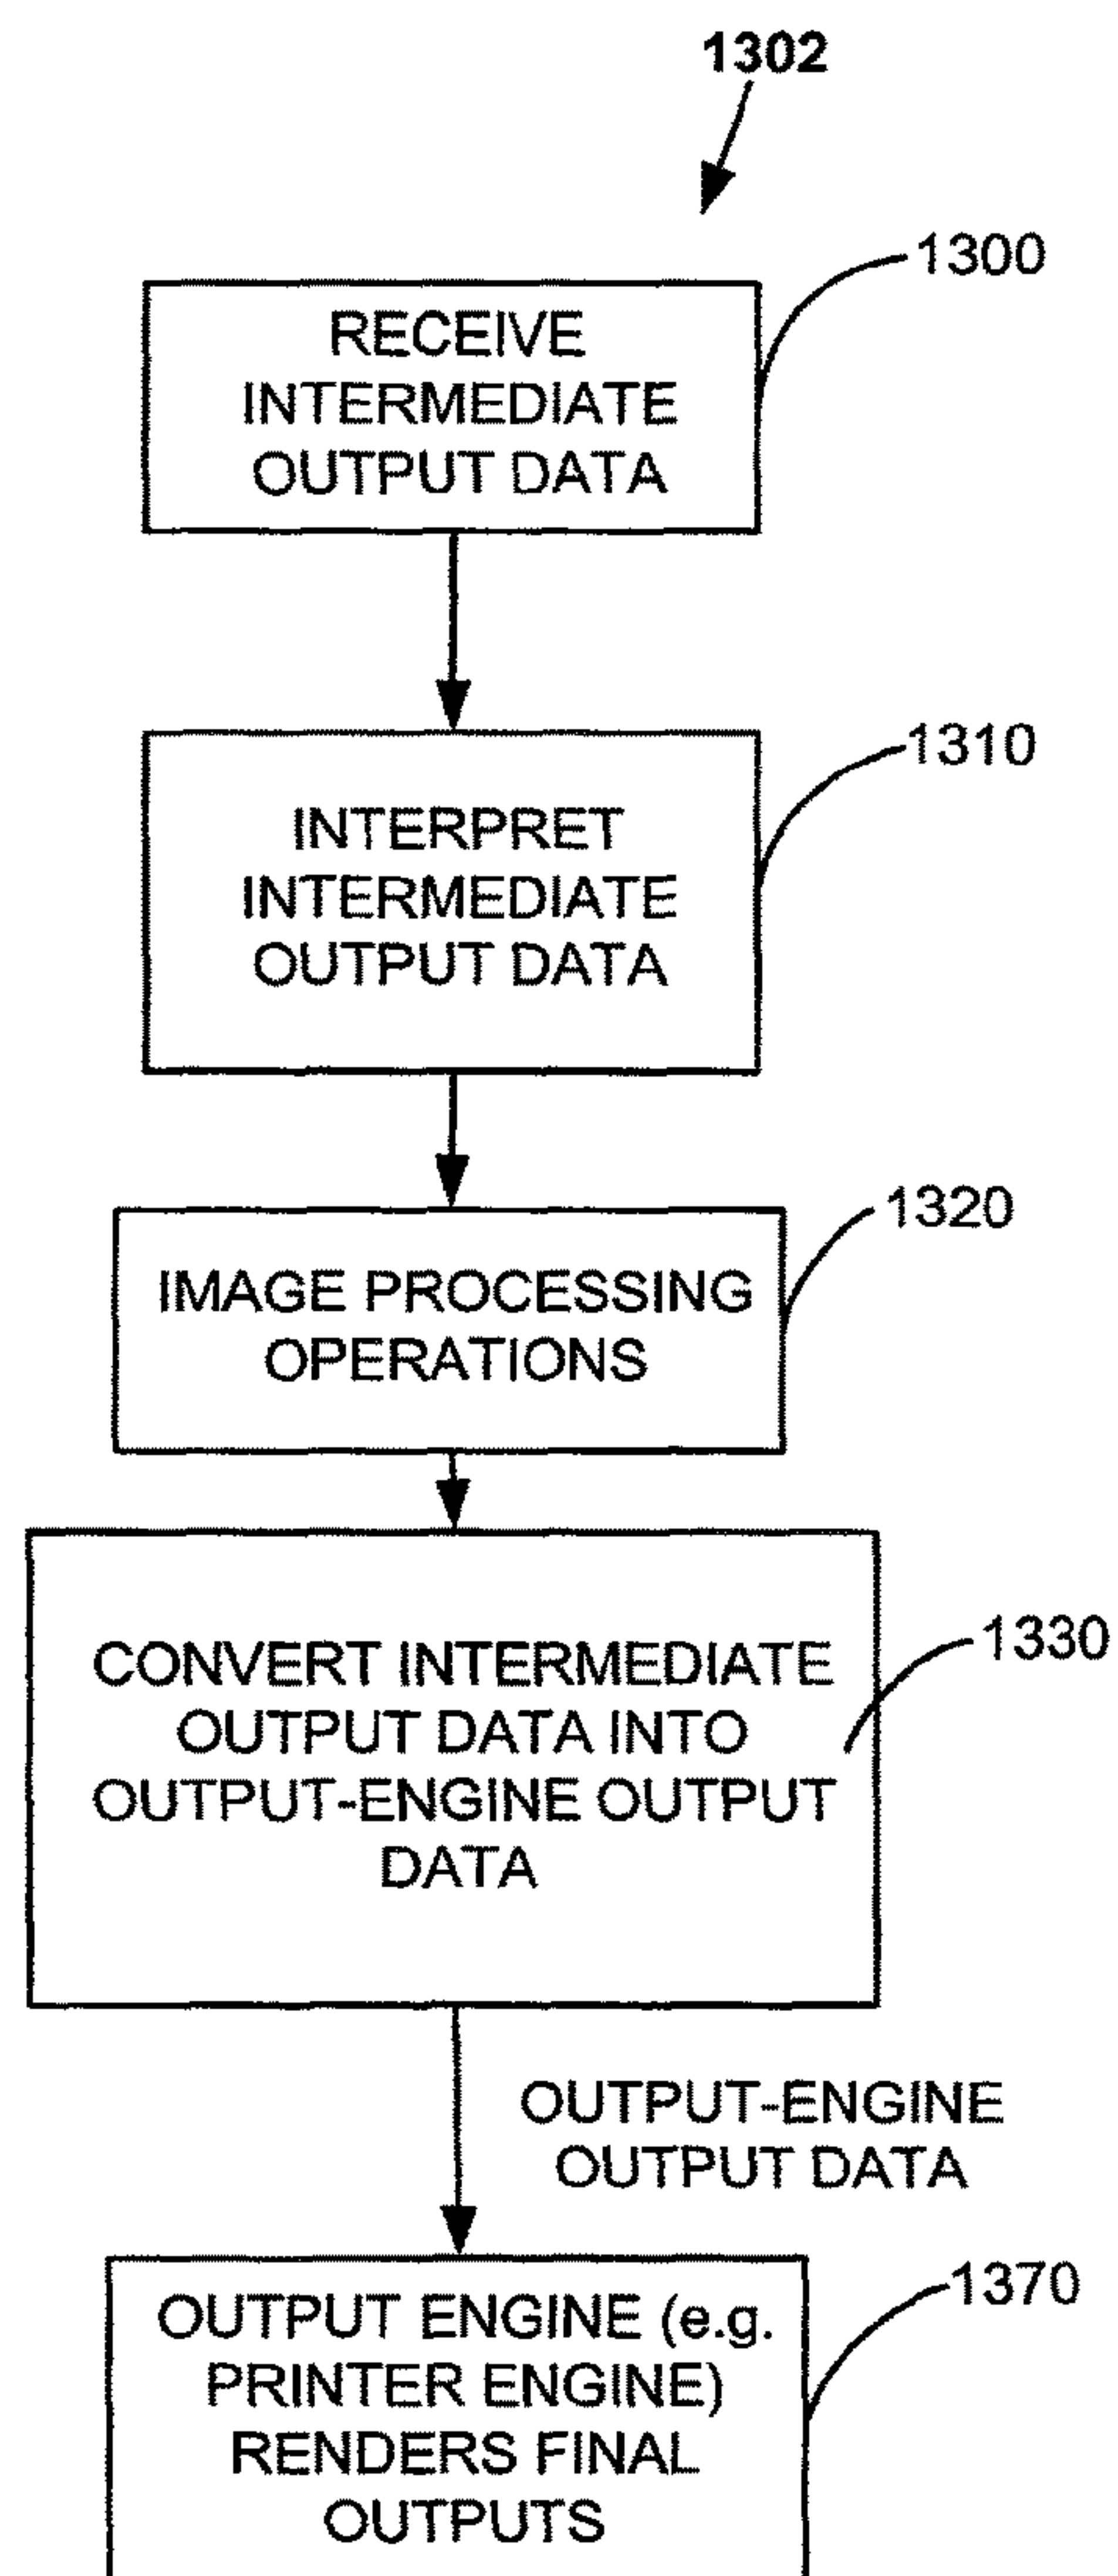 1302
1300
RECEIVE
INTERMEDIATE
OUTPUT DATA
1310
INTERPRET
INTERMEDIATE
OUTPUT DATA
1320
IMAGE PROCESSING
OPERATIONS
1330
CONVERT INTERMEDIATE
OUTPUT DATA INTO
OUTPUT-ENGINE OUTPUT
DATA
OUTPUT-ENGINE
OUTPUT DATA
1370
OUTPUT ENGINE (e.g.
PRINTER ENGINE)
RENDERS FINAL
OUTPUTS